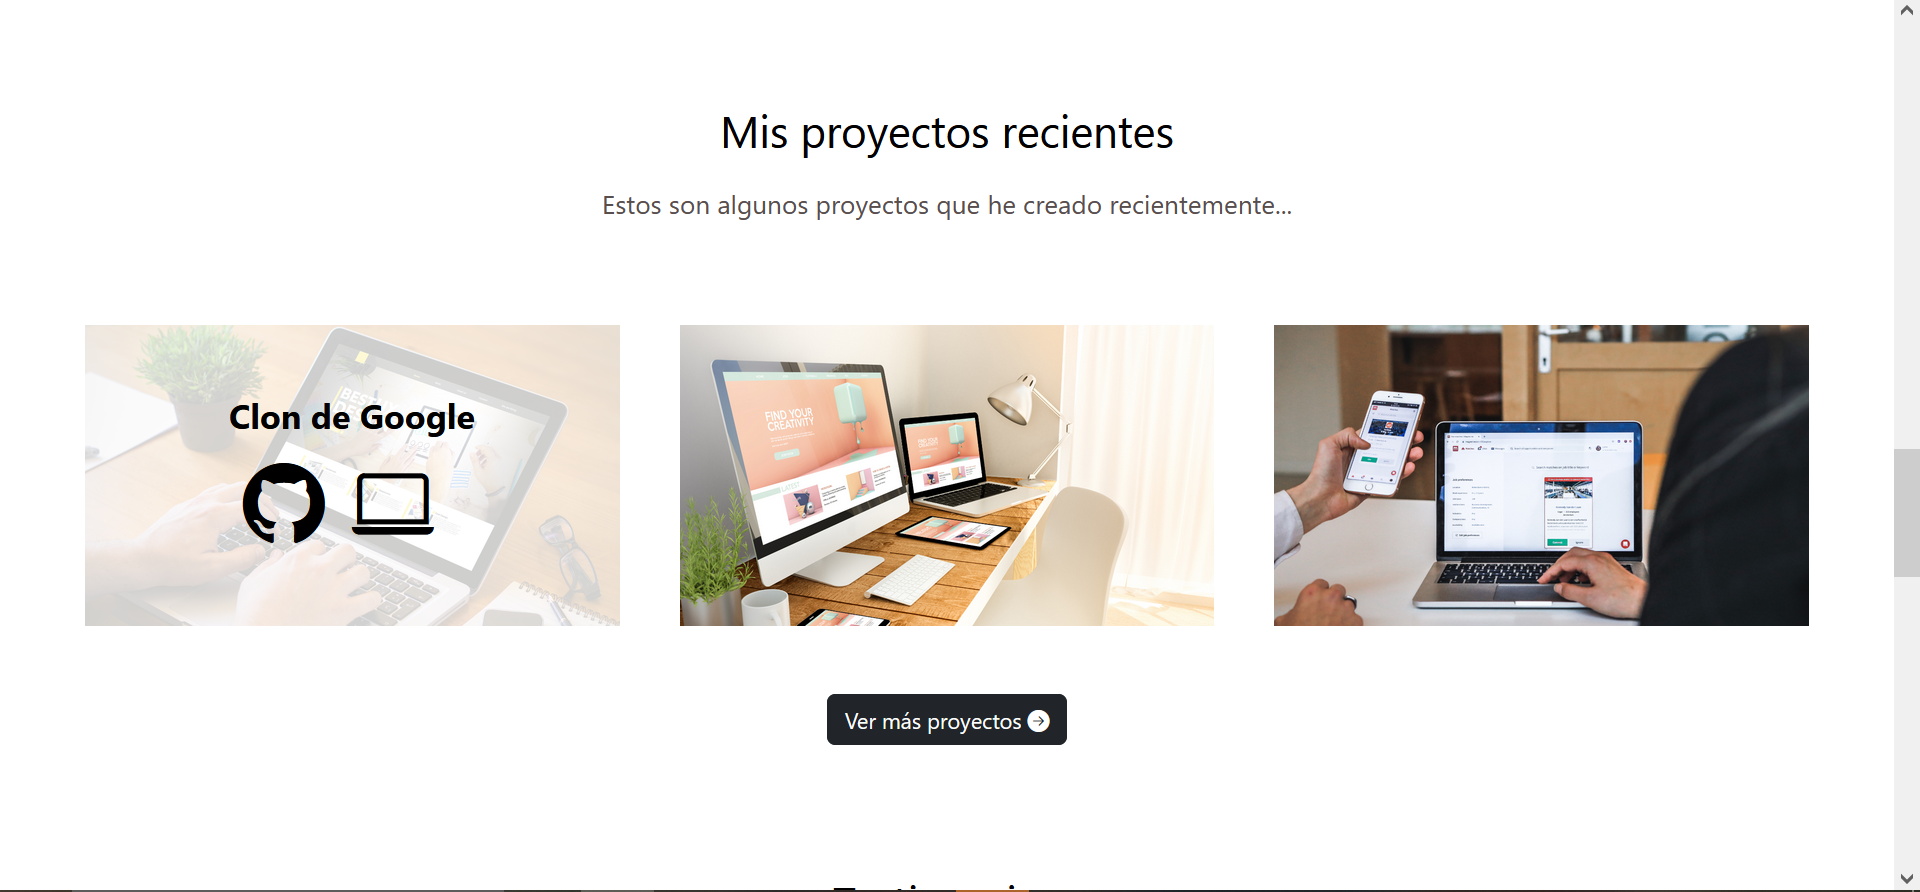 Mis proyectos recientes
Estos son algunos proyectos que he creado recientemente...
Clon de Google
FIND YOUR
CREATIVITY
LATEST
Ver más proyectos